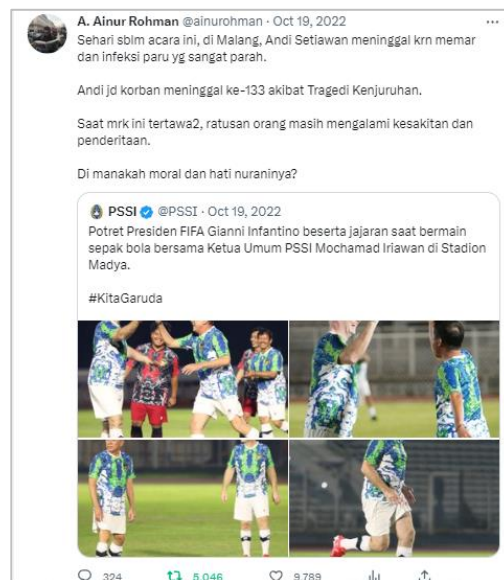 A. Ainur Rohman @ainurohman · Oct 19, 2022
Sehari sblm acara ini, di Malang, Andi Setiawan meninggal krn memar
dan infeksi paru yg sangat parah.
Andi jd korban meninggal ke-133 akibat Tragedi Kenjuruhan.
Saat mrk ini tertawa2, ratusan orang masih mengalami kesakitan dan
penderitaan.
Di manakah moral dan hati nuraninya?
PSSI @PSSI · Oct 19, 2022
Potret Presiden FIFA Gianni Infantino beserta jajaran saat bermain
sepak bola bersama Ketua Umum PSSI Mochamad Iriawan di Stadion
Madya.
#KitaGaruda
324 5,046 9,789